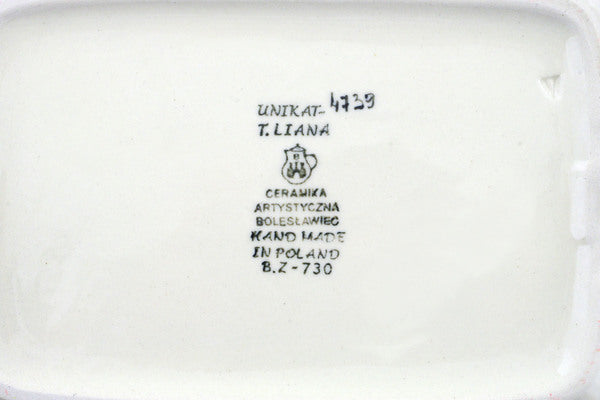 UNIKAT-4739
T. LIANA
CERAMIKA
ARTYSTYCZNA
BOLESŁAWIEC
HAND MADE
IN POLAND
B.Z-730